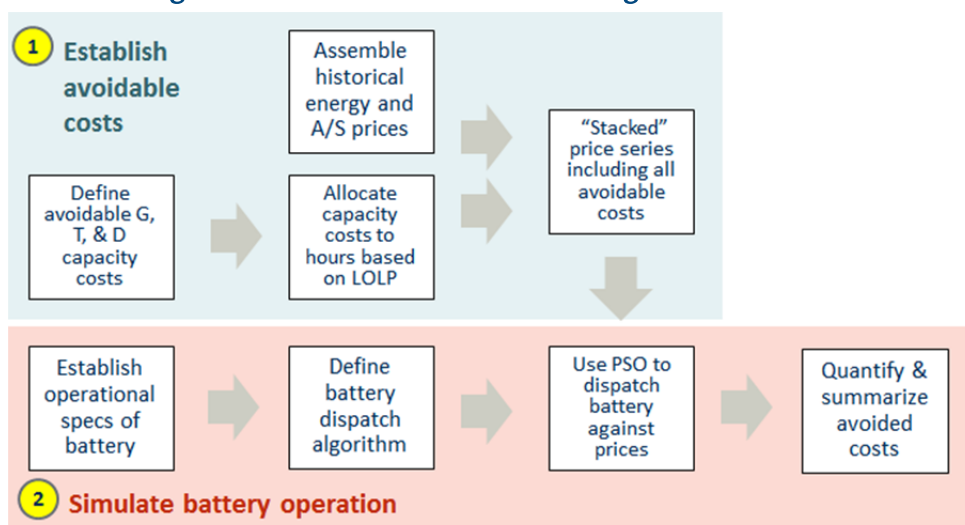 1
Establish
avoidable
costs
Assemble
historical
energy and
A/S prices
"Stacked"
price series
including all
avoidable
costs
Define
avoidable G,
T, & D
capacity
costs
Allocate
capacity
costs to
hours based
on LOLP
Establish
operational
specs of
battery
Define
battery
dispatch
algorithm
Use PSO to
dispatch
battery
against
prices
Quantify &
summarize
avoided
costs
2
Simulate battery operation